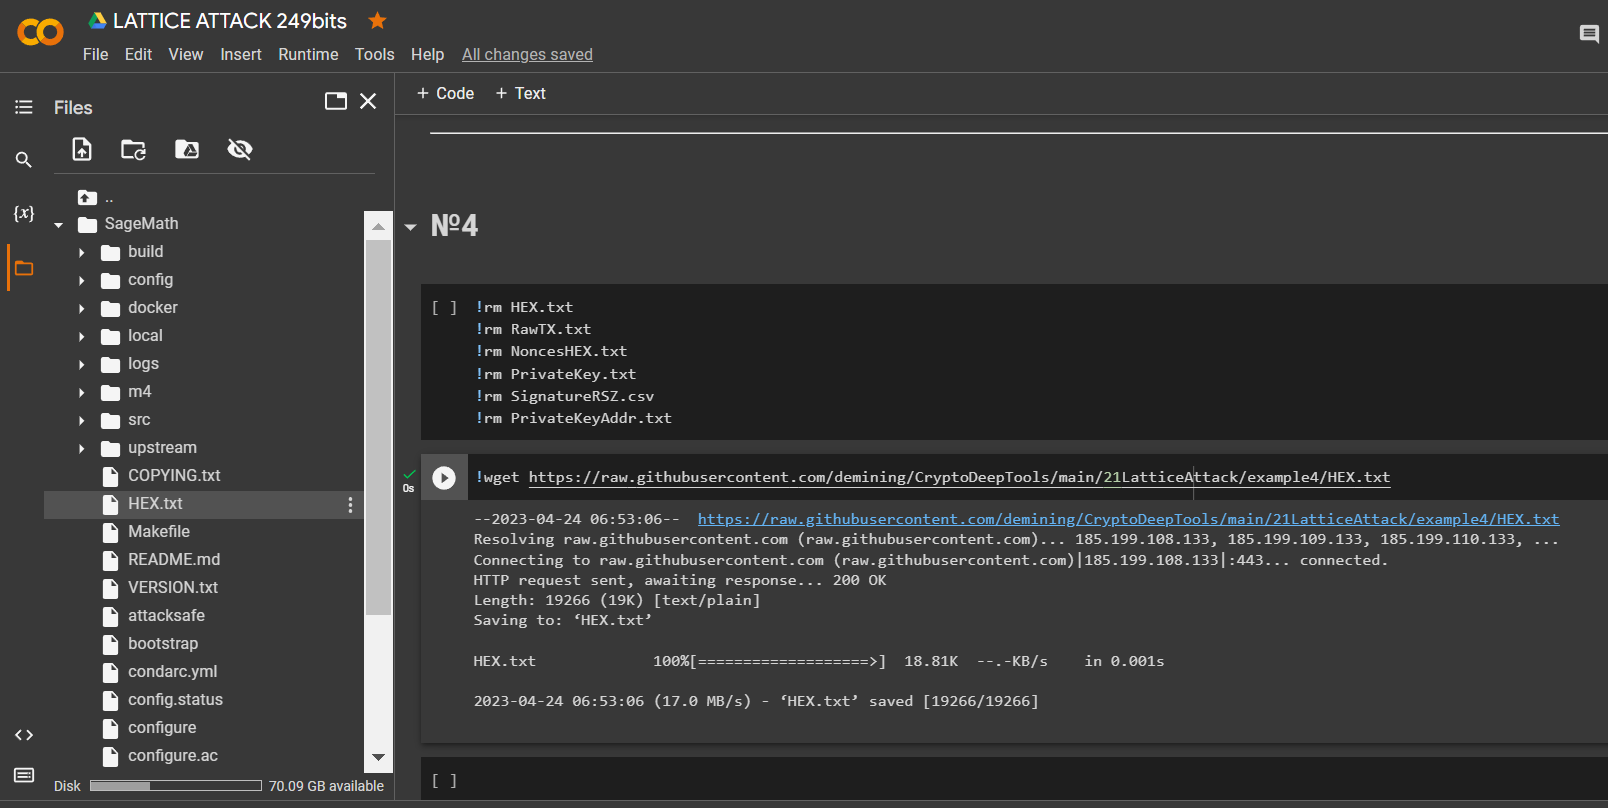 LATTICE ATTACK 249bits
File Edit View Insert Runtime Tools Help All changes saved
Files
+ Code + Text
..
SageMath
build
config
docker
local
logs
m4
src
upstream
COPYING.txt
HEX.txt
Makefile
README.md
VERSION.txt
attacksafe
bootstrap
condarc.yml
config.status
configure
configure.ac
Disk 70.09 GB available
{x}
№4
[ ] !rm HEX.txt
!rm RawTX.txt
!rm NoncesHEX.txt
!rm PrivateKey.txt
!rm SignatureRSZ.csv
!rm PrivateKeyAddr.txt
0s
!wget https://raw.githubusercontent.com/demining/CryptoDeepTools/main/21LatticeAttack/example4/HEX.txt
--2023-04-24 06:53:06-- https://raw.githubusercontent.com/demining/CryptoDeepTools/main/21LatticeAttack/example4/HEX.txt
Resolving raw.githubusercontent.com (raw.githubusercontent.com)... 185.199.108.133, 185.199.109.133, 185.199.110.133, ...
Connecting to raw.githubusercontent.com (raw.githubusercontent.com)|185.199.108.133|:443... connected.
HTTP request sent, awaiting response... 200 OK
Length: 19266 (19K) [text/plain]
Saving to: ‘HEX.txt’
HEX.txt 100%[===================>] 18.81K --.-KB/s in 0.001s
2023-04-24 06:53:06 (17.0 MB/s) - ‘HEX.txt’ saved [19266/19266]
[ ]